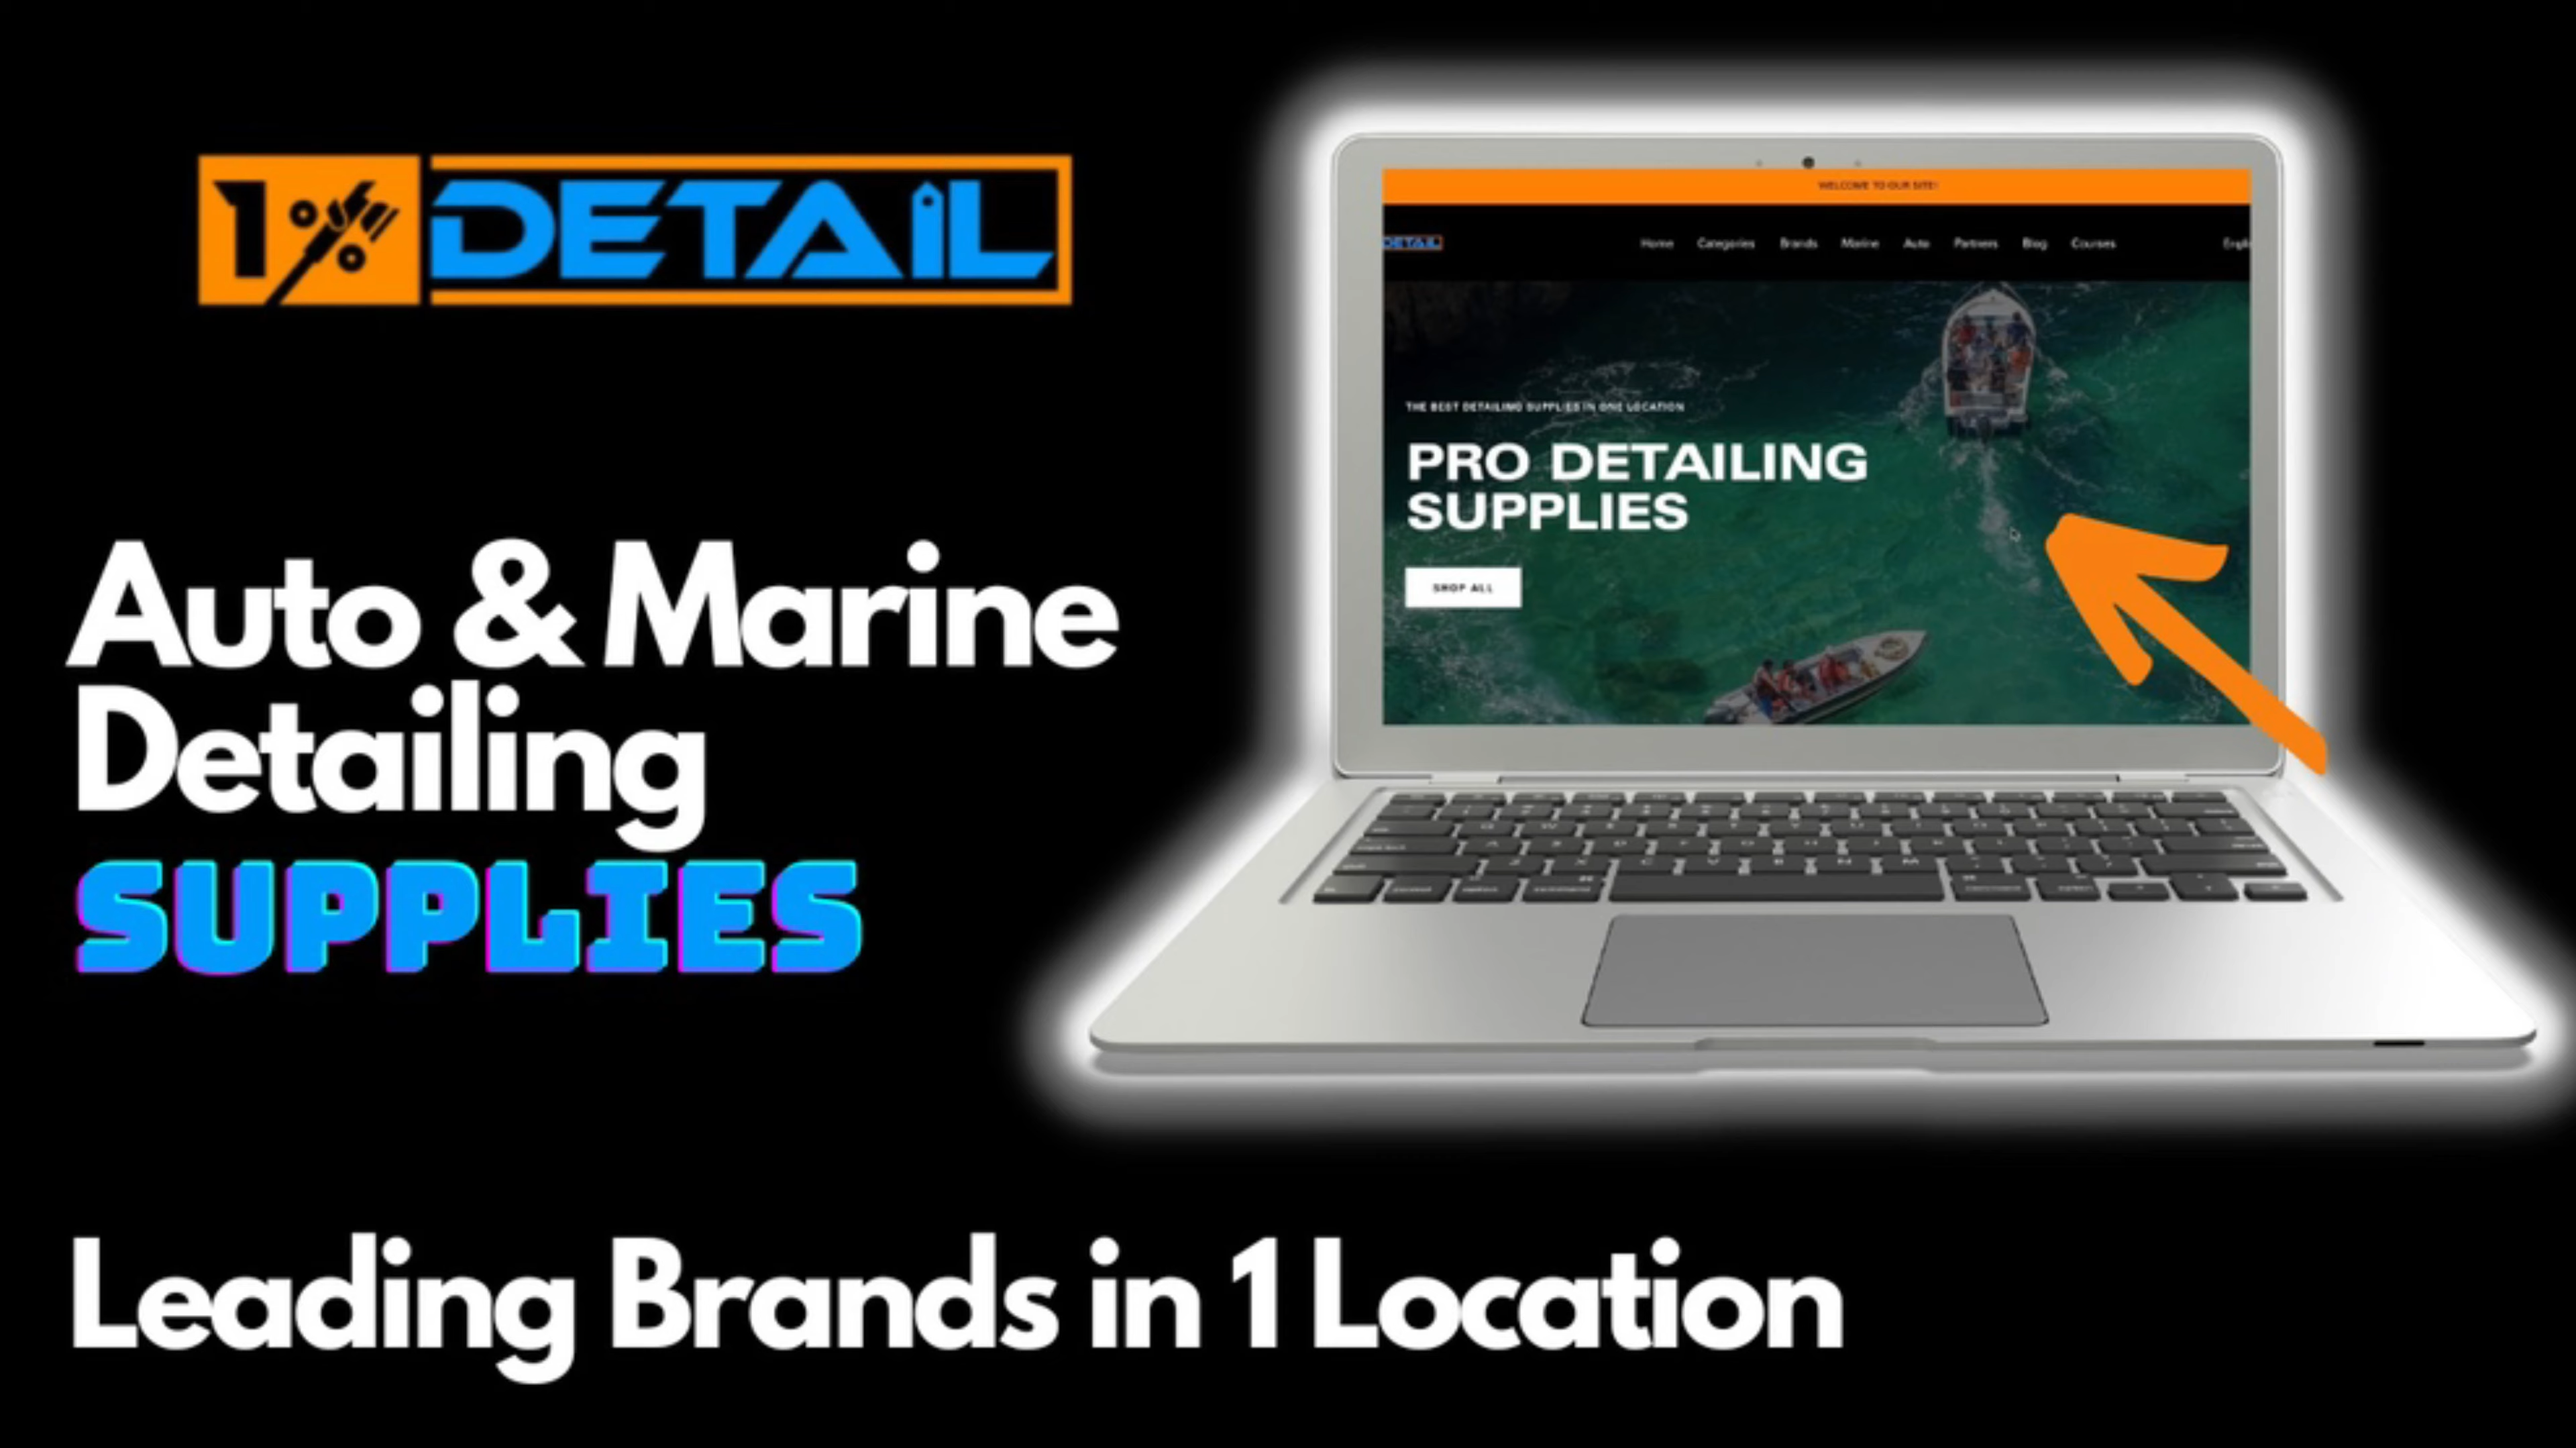 1% DETAIL
Auto & Marine
Detailing
SUPPLIES
Leading Brands in 1 Location
WELCOME TO OUR SITE!
DETAIL
Home Categories Brands Marine Auto Partners Blog Courses
THE BEST DETAILING SUPPLIES IN ONE LOCATION
PRO DETAILING
SUPPLIES
SHOP ALL